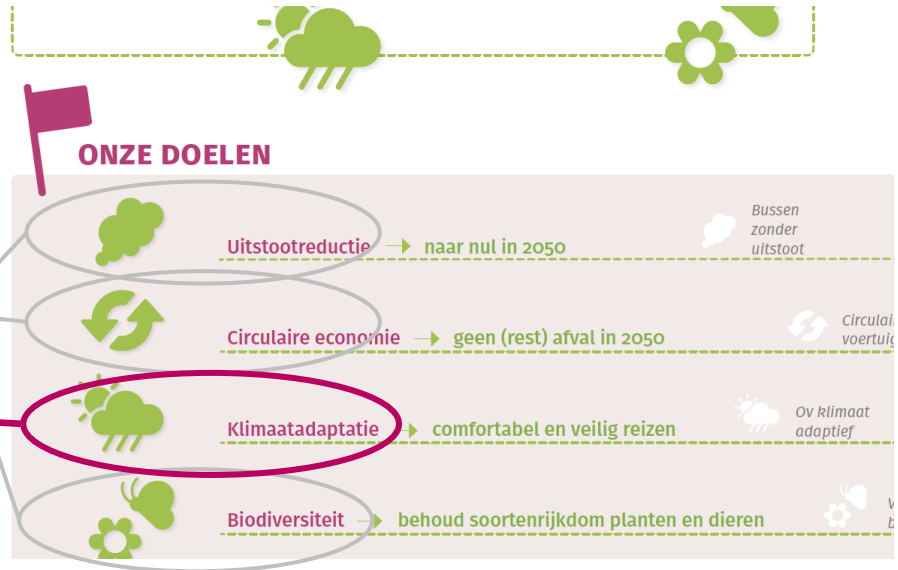 ONZE DOELEN
Uitstootreductie naar nul in 2050
Bussen
zonder
uitstoot
Circulaire economie geen (rest) afval in 2050
Klimaatadaptatie comfortabel en veilig reizen
Ov klimaat
adaptief
Biodiversiteit behoud soortenrijkdom planten en dieren